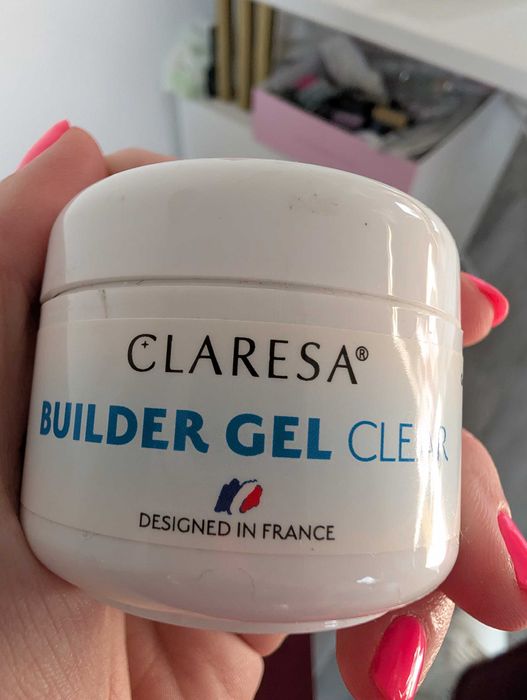 CLARESA®
BUILDER GEL CLEAR
DESIGNED IN FRANCE